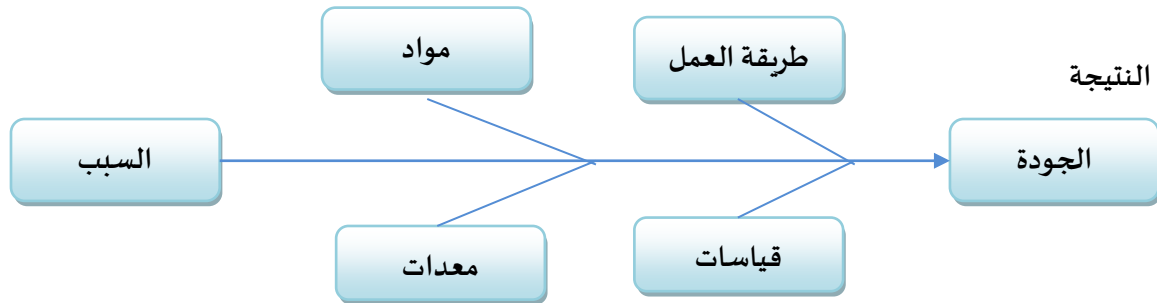 طريقة العمل
مواد
النتيجة
الجودة
السبب
قياسات
معدات